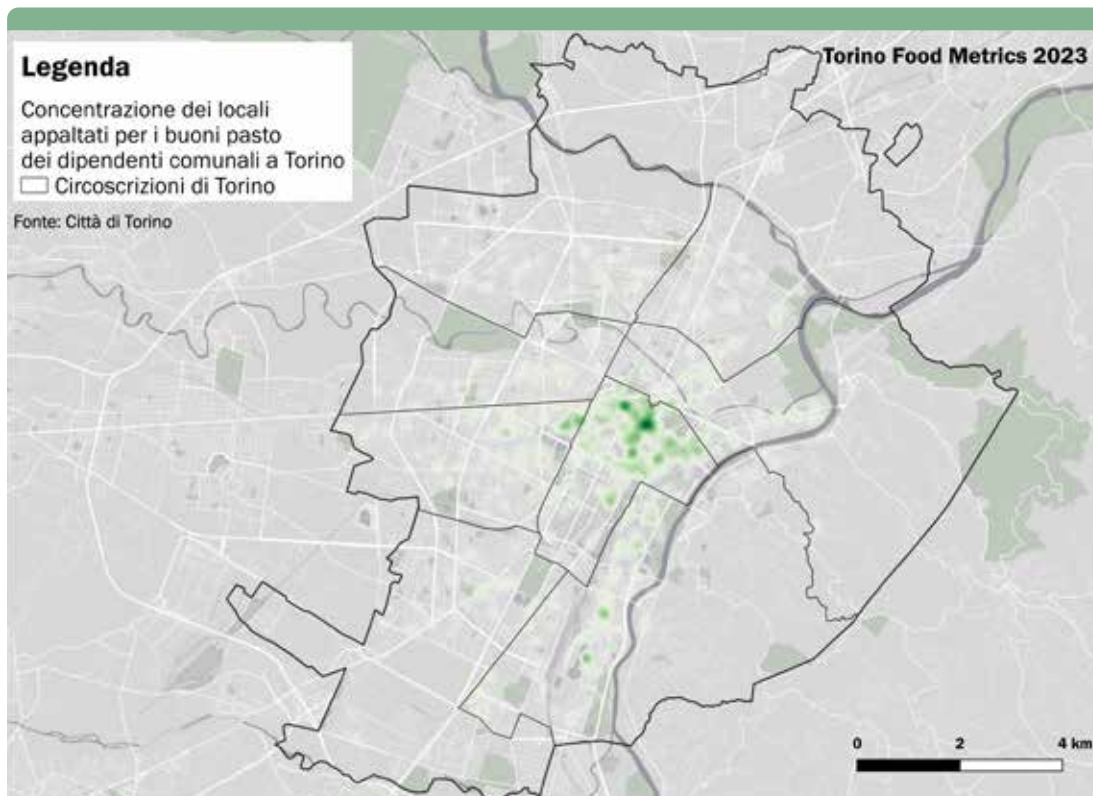 Legenda
Concentrazione dei locali
appaltati per i buoni pasto
dei dipendenti comunali a Torino
Circoscrizioni di Torino
Fonte: Città di Torino
Torino Food Metrics 2023
0 2 4 km